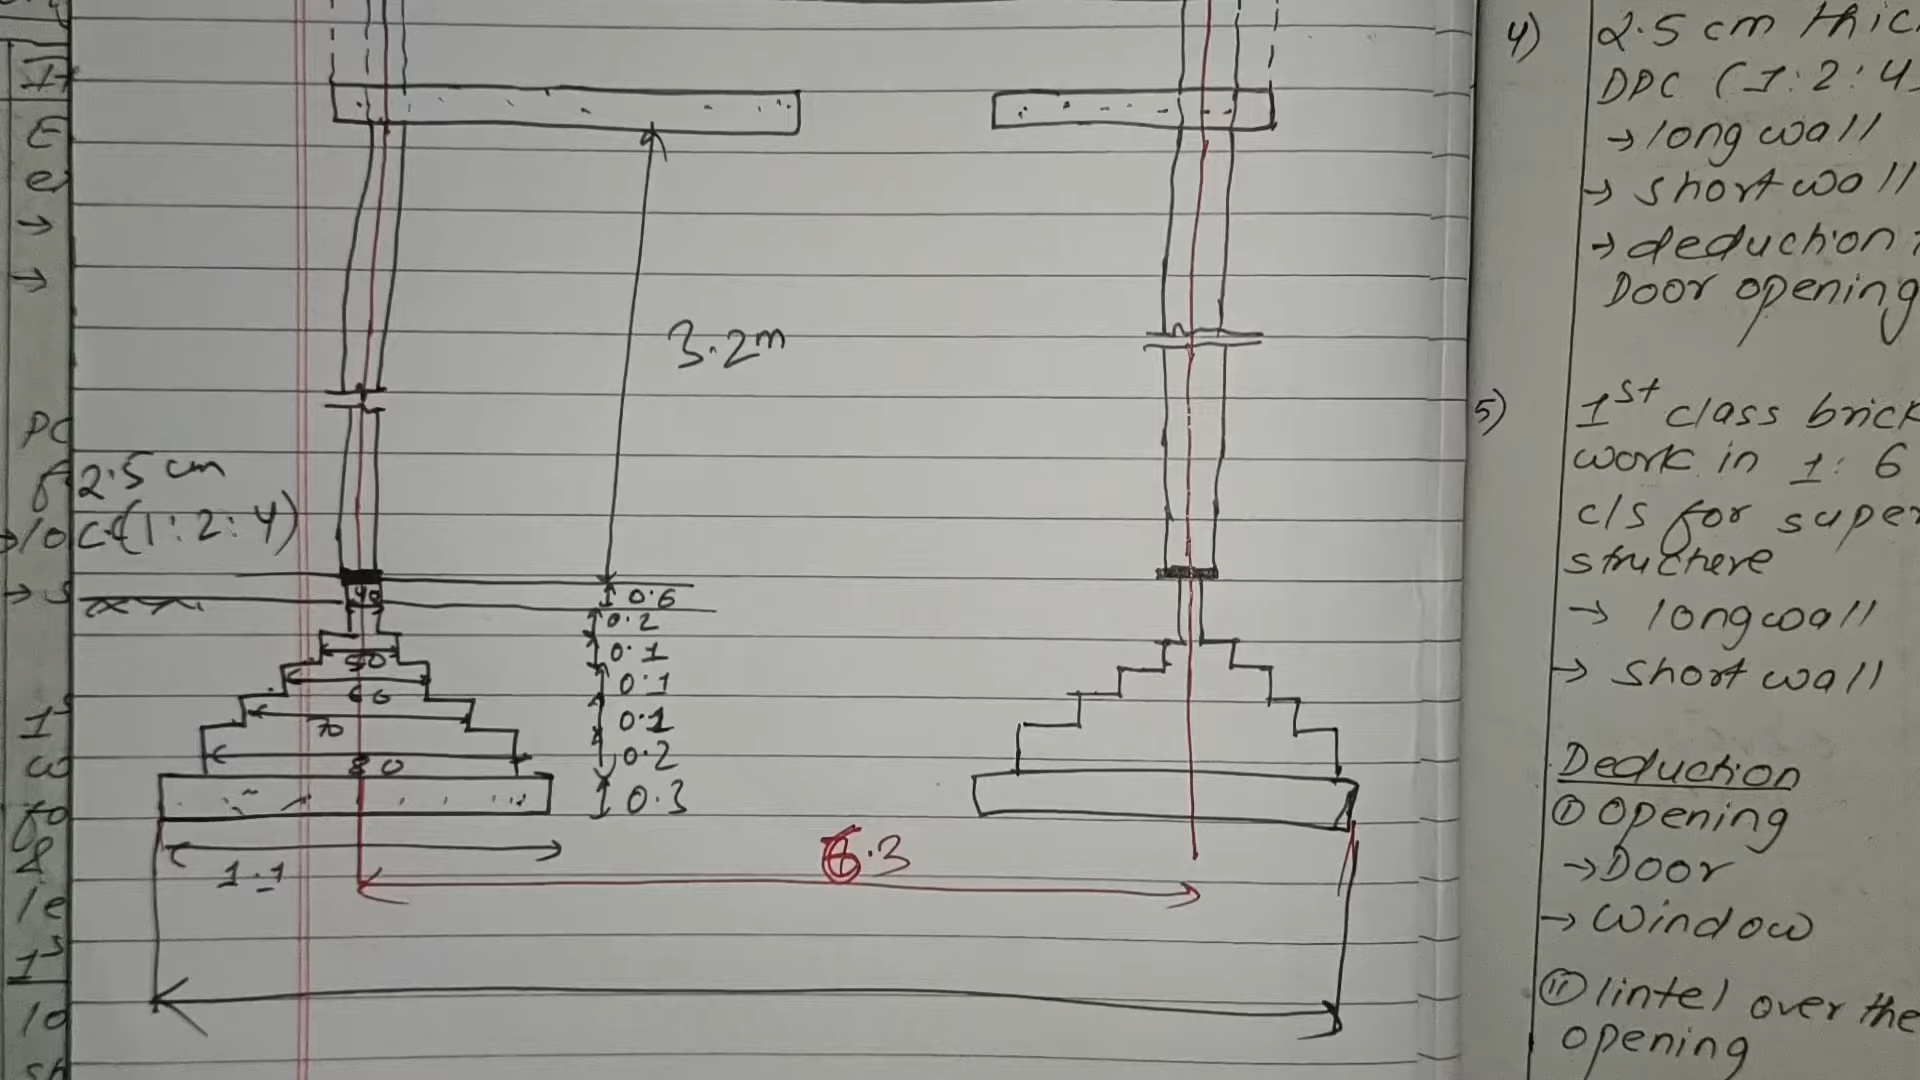 3.2m
2.5 cm
CC(1:2:4)
40
0.6
0.2
50
0.1
60
0.1
70
0.1
80
0.2
0.3
1.1
6.3
4)
2.5 cm
DPC (1:2:4)
→ long wall
→ short wall
→ deduction
Door opening
5)
1st class brick
work in 1:6
c/s for super
structere
→ long wall
→ short wall
Deduction
(i) Opening
→ Door
→ window
(ii) lintel over the
opening